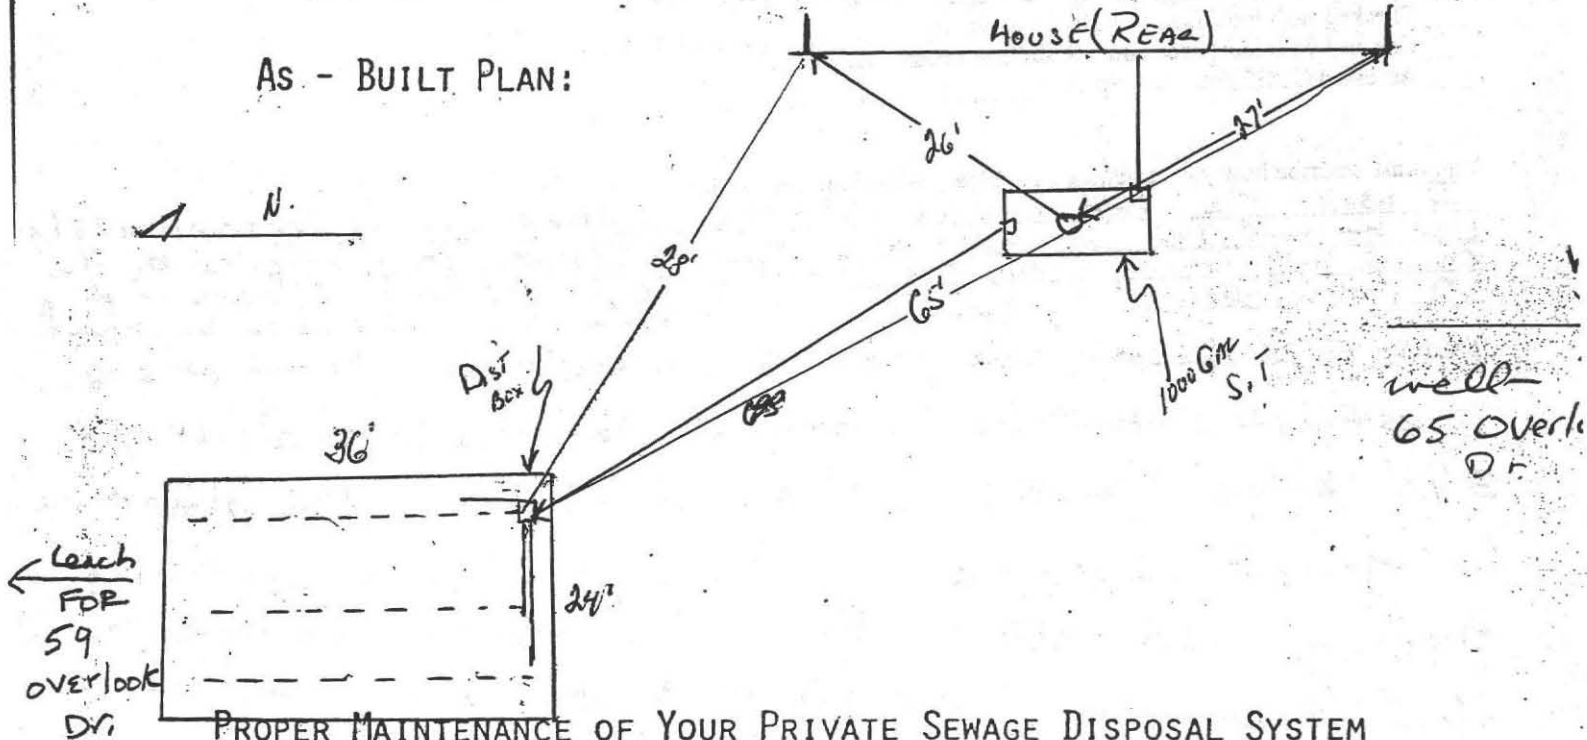 HOUSE (REAR)
AS - BUILT PLAN:
27'
26'
N.
28'
65'
DIST
BOX
1000 GAL
S.T
well
65 Overl
Dr
36'
Leach
FOR
59
overlook
Dr.
24'
PROPER MAINTENANCE OF YOUR PRIVATE SEWAGE DISPOSAL SYSTEM